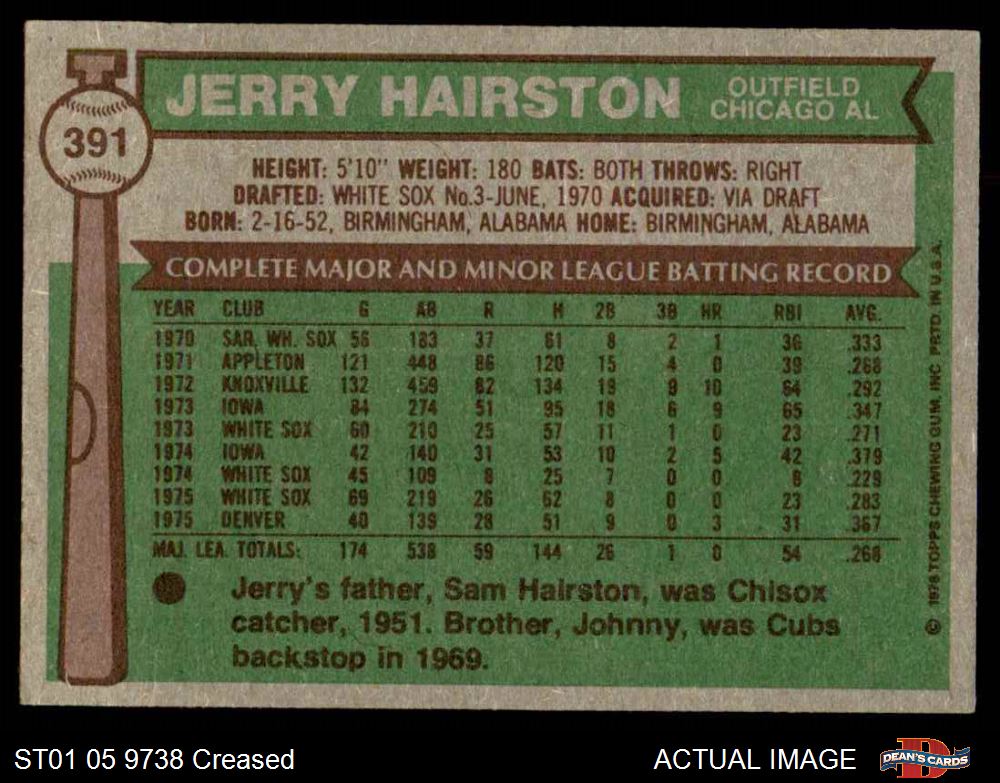 391
JERRY HAIRSTON
OUTFIELD
CHICAGO AL
HEIGHT: 5'10" WEIGHT: 180 BATS: BOTH THROWS: RIGHT
DRAFTED: WHITE SOX No.3-JUNE, 1970 ACQUIRED: VIA DRAFT
BORN: 2-16-52, BIRMINGHAM, ALABAMA HOME: BIRMINGHAM, ALABAMA
COMPLETE MAJOR AND MINOR LEAGUE BATTING RECORD
YEAR CLUB G AB R H 2B 3B HR RBI AVG.
1970 SAR. WH. SOX 56 183 37 61 8 2 1 36 .333
1971 APPLETON 121 448 86 120 15 4 0 39 .268
1972 KNOXVILLE 132 459 82 134 19 9 10 64 .292
1973 IOWA 84 274 51 95 18 6 9 65 .347
1973 WHITE SOX 60 210 25 57 11 1 0 23 .271
1974 IOWA 42 140 31 53 10 2 5 42 .379
1974 WHITE SOX 45 109 8 25 7 0 0 8 .229
1975 WHITE SOX 69 219 26 62 8 0 0 23 .283
1975 DENVER 40 139 28 51 9 0 3 31 .367
MAJ. LEA. TOTALS: 174 538 59 144 26 1 0 54 .268
Jerry's father, Sam Hairston, was Chisox
catcher, 1951. Brother, Johnny, was Cubs
backstop in 1969.
© 1976 TOPPS CHEWING GUM, INC PRTD. IN U.S.A.
ST01 05 9738 Creased
ACTUAL IMAGE
DEAN'S CARDS